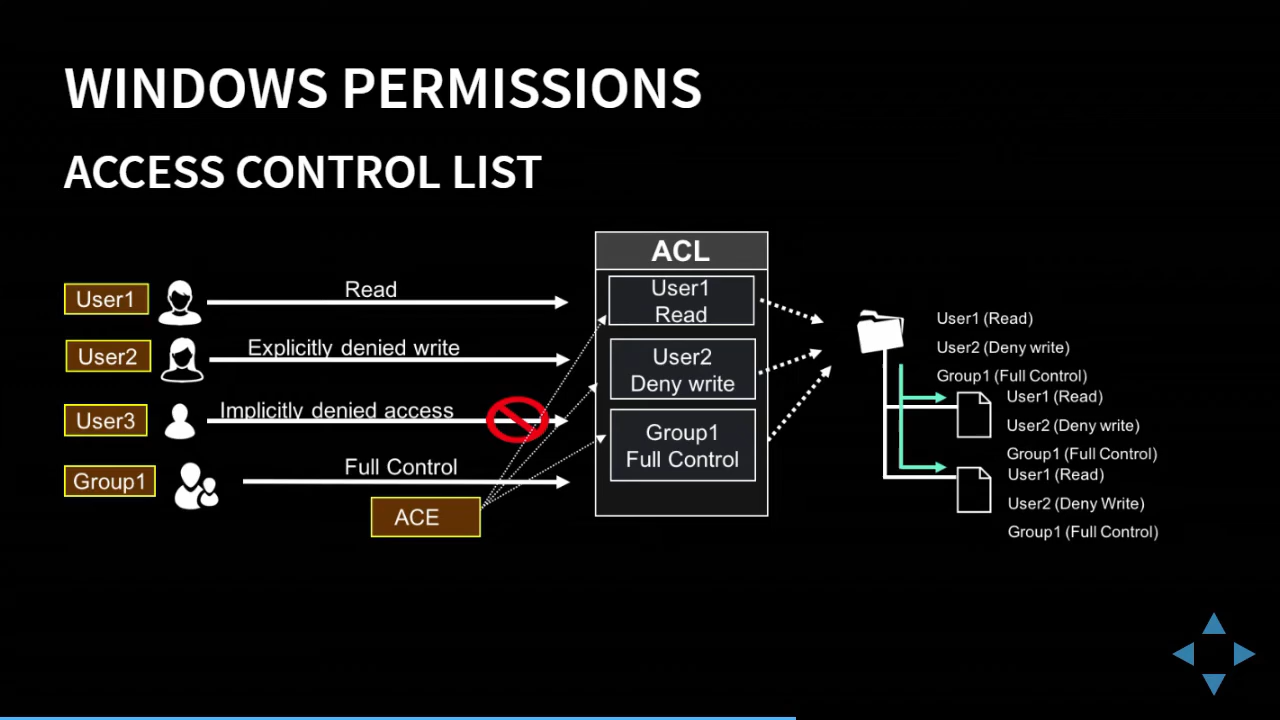 WINDOWS PERMISSIONS
ACCESS CONTROL LIST
User1
Read
User2
Explicitly denied write
User3
Implicitly denied access
Group1
Full Control
ACE
ACL
User1
Read
User2
Deny write
Group1
Full Control
User1 (Read)
User2 (Deny write)
Group1 (Full Control)
User1 (Read)
User2 (Deny write)
Group1 (Full Control)
User1 (Read)
User2 (Deny Write)
Group1 (Full Control)